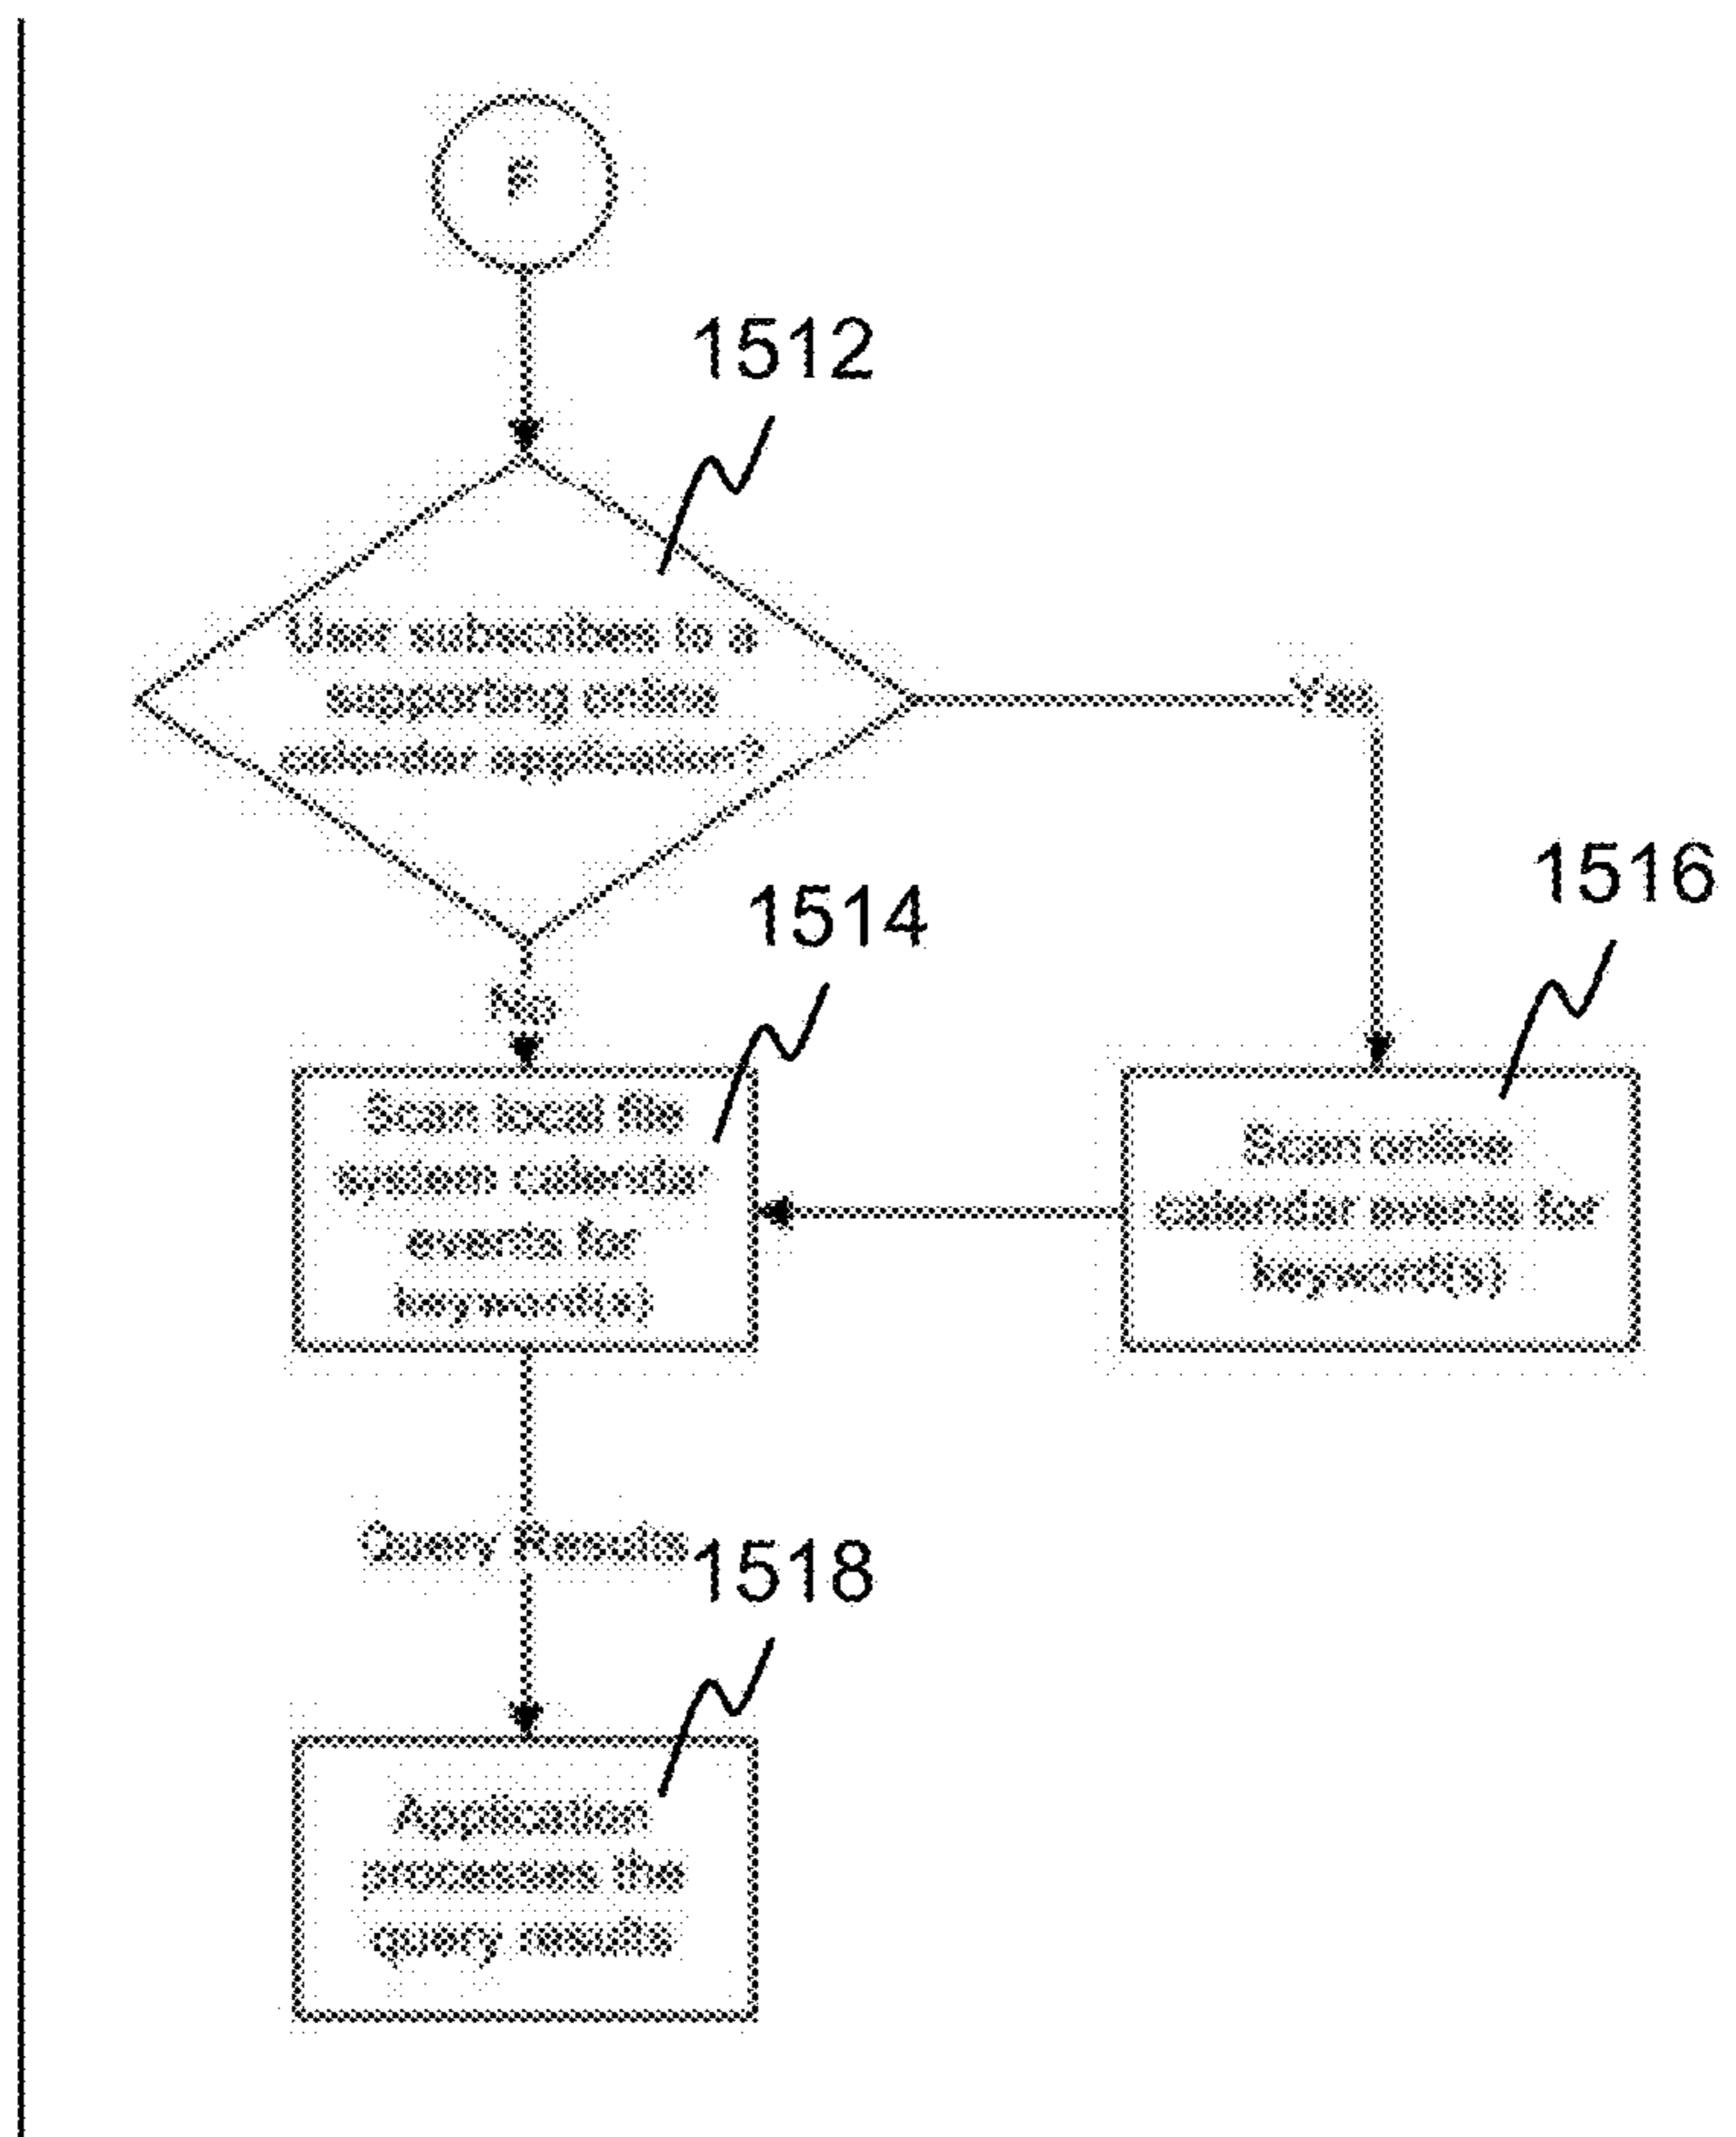 F
1512
User subscribes to a
supporting online
calendar application?
Yes
1516
1514
No
Scan local file
system calendar
events for
keyword(s)
Scan online
calendar events for
keyword(s)
Query Results
1518
Application
processes the
query results